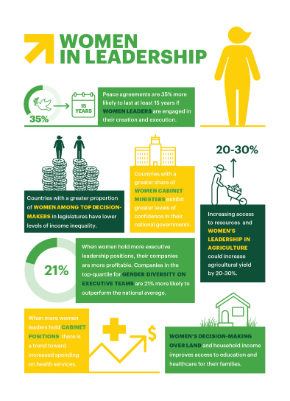 WOMEN
IN LEADERSHIP
35%
15
YEARS
Peace agreements are 35% more
likely to last at least 15 years if
WOMEN LEADERS are engaged in
their creation and execution.
Countries with a greater proportion
of WOMEN AMONG TOP DECISION-
MAKERS in legislatures have lower
levels of income inequality.
Countries with a
greater share of
WOMEN CABINET
MINISTERS exhibit
greater levels of
confidence in their
national governments.
20-30%
Increasing access
to resources and
WOMEN'S
LEADERSHIP IN
AGRICULTURE
could increase
agricultural yield
by 20-30%.
21%
When women hold more executive
leadership positions, their companies
are more profitable. Companies in the
top-quartile for GENDER DIVERSITY ON
EXECUTIVE TEAMS are 21% more likely to
outperform the national average.
When more women
leaders hold CABINET
POSITIONS, there is
a trend toward
increased spending
on health services.
$
WOMEN'S DECISION-MAKING
OVER LAND and household income
improves access to education and
healthcare for their families.